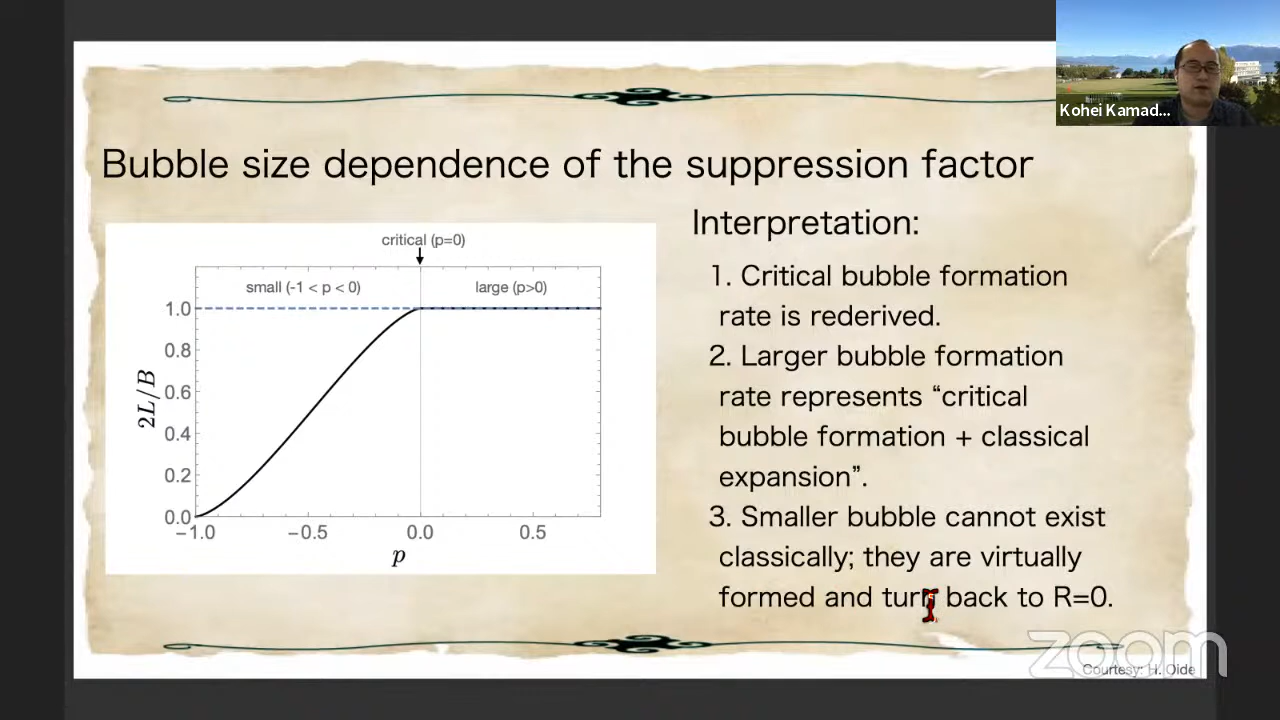 Kohei Kamad...
Bubble size dependence of the suppression factor
critical (p=0)
small (-1 < p < 0)
large (p>0)
1.0
0.8
0.6
0.4
0.2
0.0
2L/B
−1.0
−0.5
0.0
0.5
p
Interpretation:
1. Critical bubble formation
rate is rederived.
2. Larger bubble formation
rate represents “critical
bubble formation + classical
expansion”.
3. Smaller bubble cannot exist
classically; they are virtually
formed and turn back to R=0.
zoom
Courtesy: H. Oide